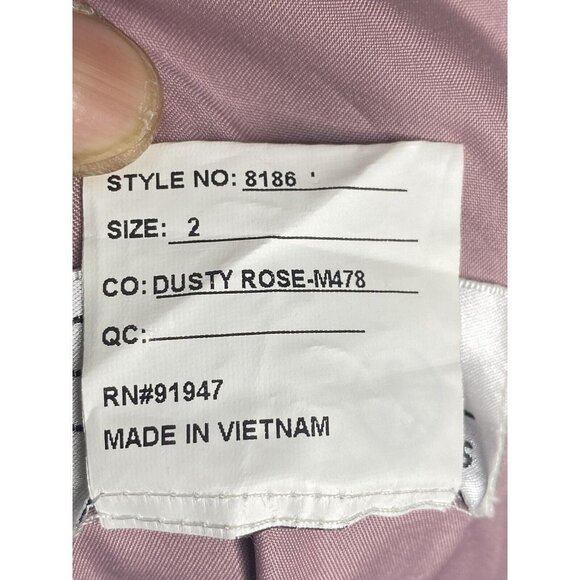 STYLE NO: 8186
SIZE: 2
CO: DUSTY ROSE-M478
QC:
RN#91947
MADE IN VIETNAM